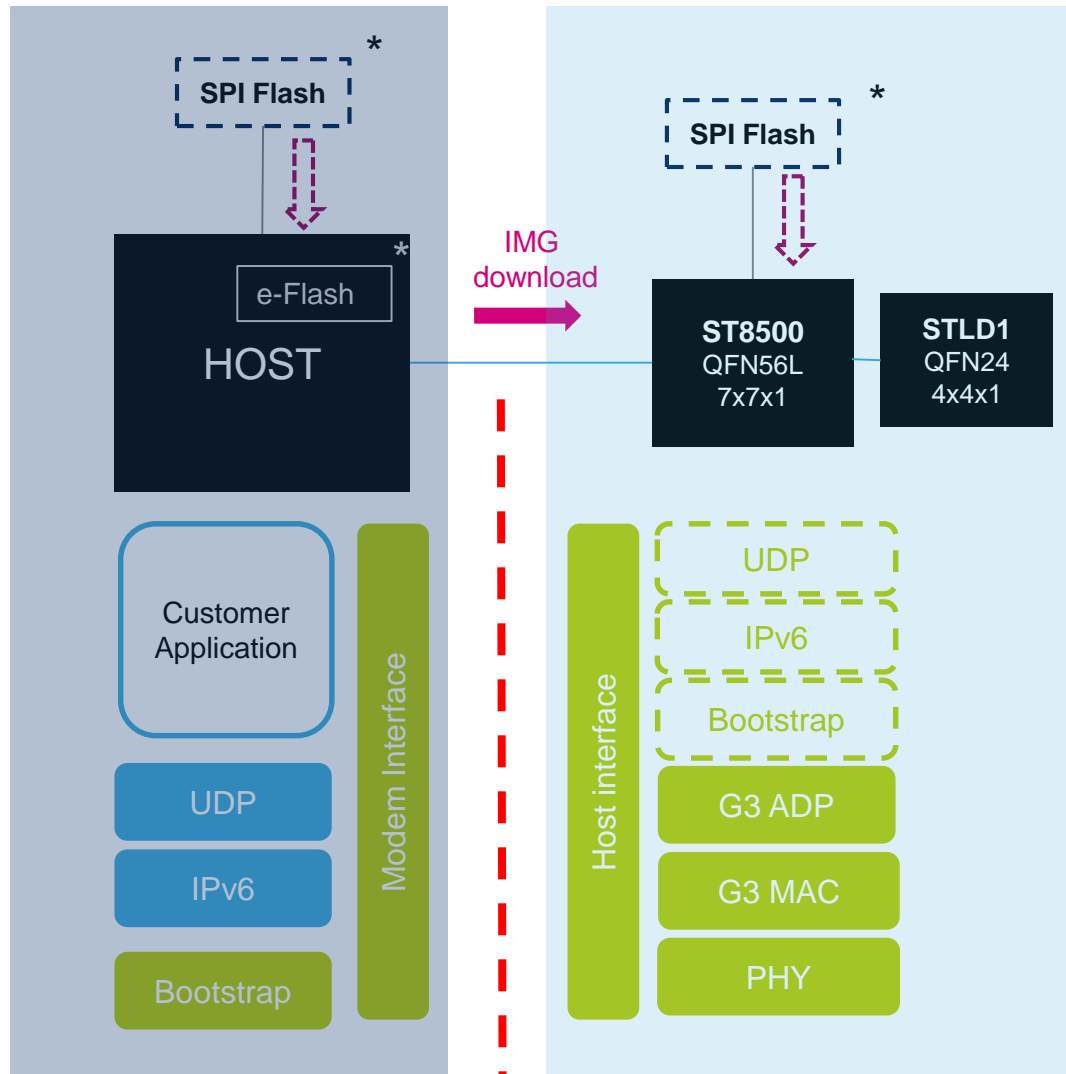 *
SPI Flash
*
e-Flash
HOST
IMG
download
*
SPI Flash
ST8500
QFN56L
7x7x1
STLD1
QFN24
4x4x1
Customer
Application
UDP
IPv6
Bootstrap
Modem Interface
Host interface
UDP
IPv6
Bootstrap
G3 ADP
G3 MAC
PHY